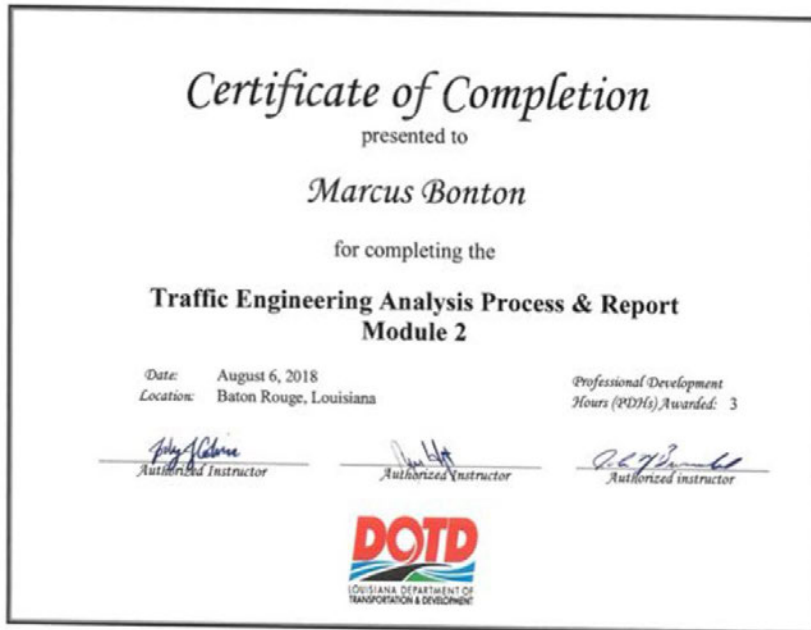 Certificate of Completion
presented to
Marcus Bonton
for completing the
Traffic Engineering Analysis Process & Report
Module 2
Date: August 6, 2018
Location: Baton Rouge, Louisiana
Professional Development
Hours (PDHs) Awarded: 3
Authorized Instructor
Authorized Instructor
Authorized instructor
DOTD
LOUISIANA DEPARTMENT OF
TRANSPORTATION & DEVELOPMENT